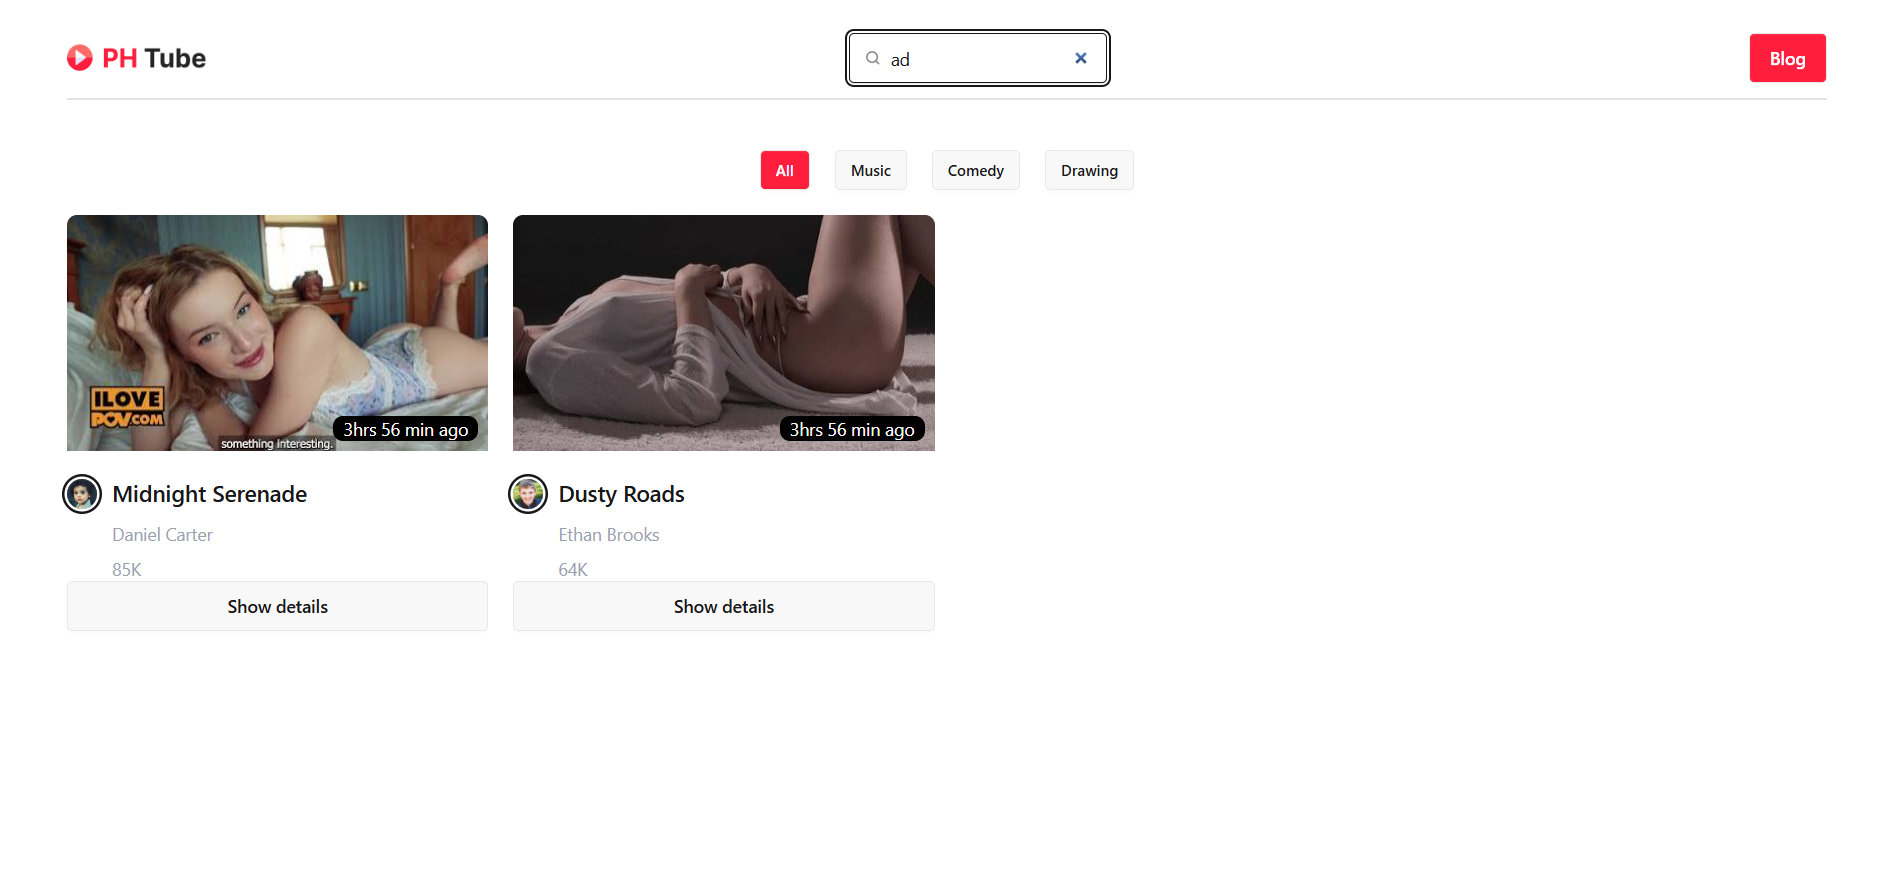 PH Tube
ad
Blog
All
Music
Comedy
Drawing
ILOVE
POV.COM
something interesting.
3hrs 56 min ago
3hrs 56 min ago
Midnight Serenade
Daniel Carter
85K
Show details
Dusty Roads
Ethan Brooks
64K
Show details